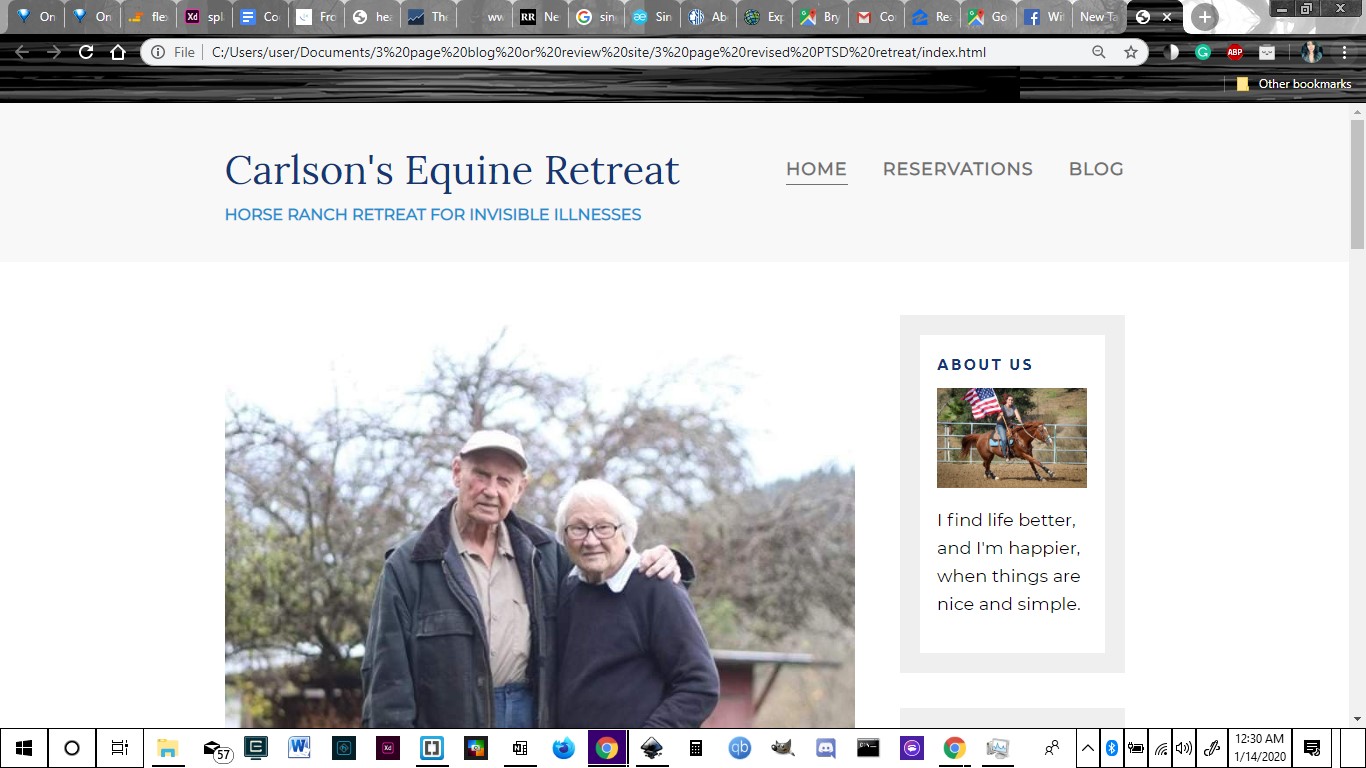 On
On
fle
Xd spl
Co
Fro
hea
The
ww
RR Ne
sin
Sin
Ab
Exp
Bry
Co
Re
Go
Wi
New Ta
File
C:/Users/user/Documents/3%20page%20blog%20or%20review%20site/3%20page%20revised%20PTSD%20retreat/index.html
ABP
Other bookmarks
Carlson's Equine Retreat
HOME RESERVATIONS BLOG
HORSE RANCH RETREAT FOR INVISIBLE ILLNESSES
ABOUT US
I find life better,
and I'm happier,
when things are
nice and simple.
57
Xd
qb
12:30 AM
1/14/2020